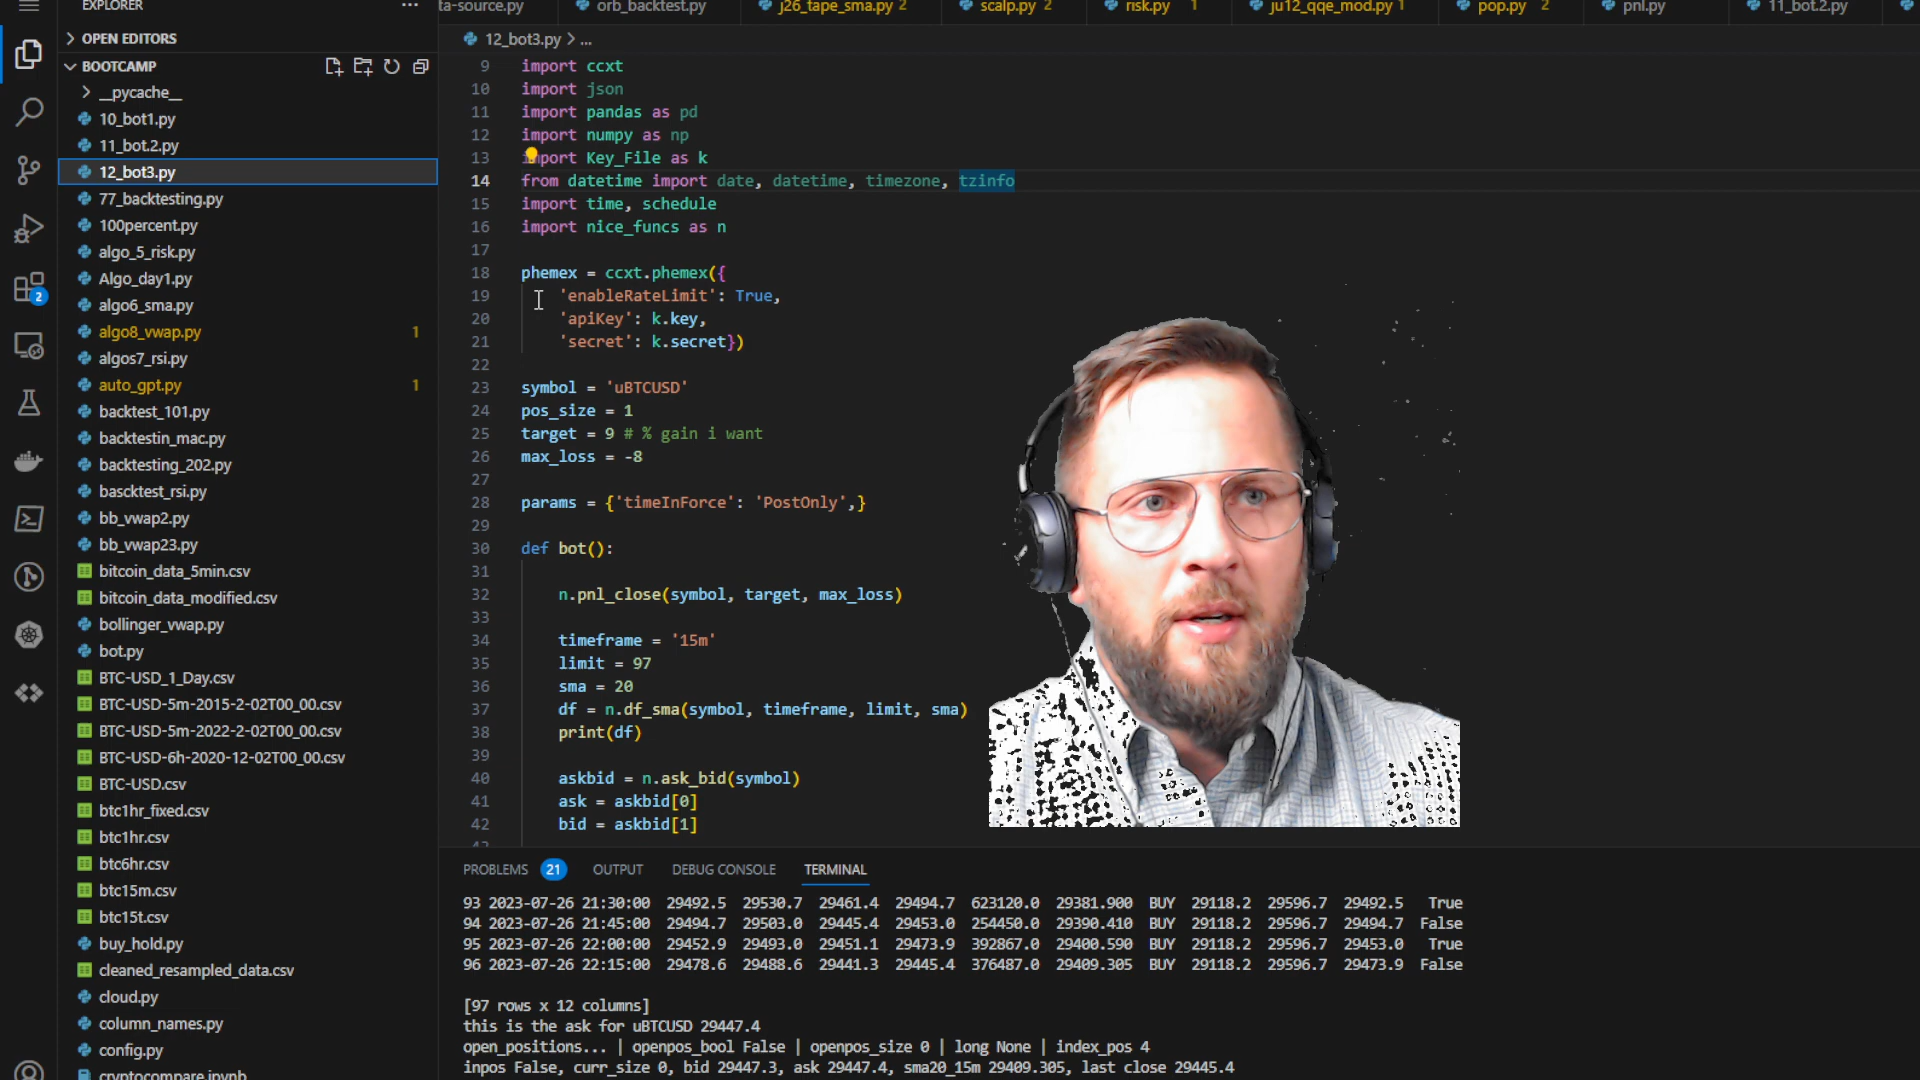 EXPLORER
OPEN EDITORS
BOOTCAMP
__pycache__
10_bot1.py
11_bot.2.py
12_bot3.py
77_backtesting.py
100percent.py
algo_5_risk.py
Algo_day1.py
algo6_sma.py
algo8_vwap.py 1
algos7_rsi.py
auto_gpt.py 1
backtest_101.py
backtestin_mac.py
backtesting_202.py
bascktest_rsi.py
bb_vwap2.py
bb_vwap23.py
bitcoin_data_5min.csv
bitcoin_data_modified.csv
bollinger_vwap.py
bot.py
BTC-USD_1_Day.csv
BTC-USD-5m-2015-2-02T00_00.csv
BTC-USD-5m-2022-2-02T00_00.csv
BTC-USD-6h-2020-12-02T00_00.csv
BTC-USD.csv
btc1hr_fixed.csv
btc1hr.csv
btc6hr.csv
btc15m.csv
btc15t.csv
buy_hold.py
cleaned_resampled_data.csv
cloud.py
column_names.py
config.py
cryptocompare.ipynb
2
ta-source.py orb_backtest.py j26_tape_sma.py 2 scalp.py 2 risk.py 1 ju12_qqe_mod.py 1 pop.py 2 pnl.py 11_bot.2.py
12_bot3.py > ...
9 import ccxt
10 import json
11 import pandas as pd
12 import numpy as np
13 import Key_File as k
14 from datetime import date, datetime, timezone, tzinfo
15 import time, schedule
16 import nice_funcs as n
17
18 phemex = ccxt.phemex({
19 'enableRateLimit': True,
20 'apiKey': k.key,
21 'secret': k.secret})
22
23 symbol = 'uBTCUSD'
24 pos_size = 1
25 target = 9 # % gain i want
26 max_loss = -8
27
28 params = {'timeInForce': 'PostOnly',}
29
30 def bot():
31
32 n.pnl_close(symbol, target, max_loss)
33
34 timeframe = '15m'
35 limit = 97
36 sma = 20
37 df = n.df_sma(symbol, timeframe, limit, sma)
38 print(df)
39
40 askbid = n.ask_bid(symbol)
41 ask = askbid[0]
42 bid = askbid[1]
PROBLEMS 21 OUTPUT DEBUG CONSOLE TERMINAL
93 2023-07-26 21:30:00 29492.5 29530.7 29461.4 29494.7 623120.0 29381.900 BUY 29118.2 29596.7 29492.5 True
94 2023-07-26 21:45:00 29494.7 29503.0 29445.4 29453.0 254450.0 29390.410 BUY 29118.2 29596.7 29494.7 False
95 2023-07-26 22:00:00 29452.9 29493.0 29451.1 29473.9 392867.0 29400.590 BUY 29118.2 29596.7 29453.0 True
96 2023-07-26 22:15:00 29478.6 29488.6 29441.3 29445.4 376487.0 29409.305 BUY 29118.2 29596.7 29473.9 False
[97 rows x 12 columns]
this is the ask for uBTCUSD 29447.4
open_positions... | openpos_bool False | openpos_size 0 | long None | index_pos 4
inpos False, curr_size 0, bid 29447.3, ask 29447.4, sma20_15m 29409.305, last close 29445.4